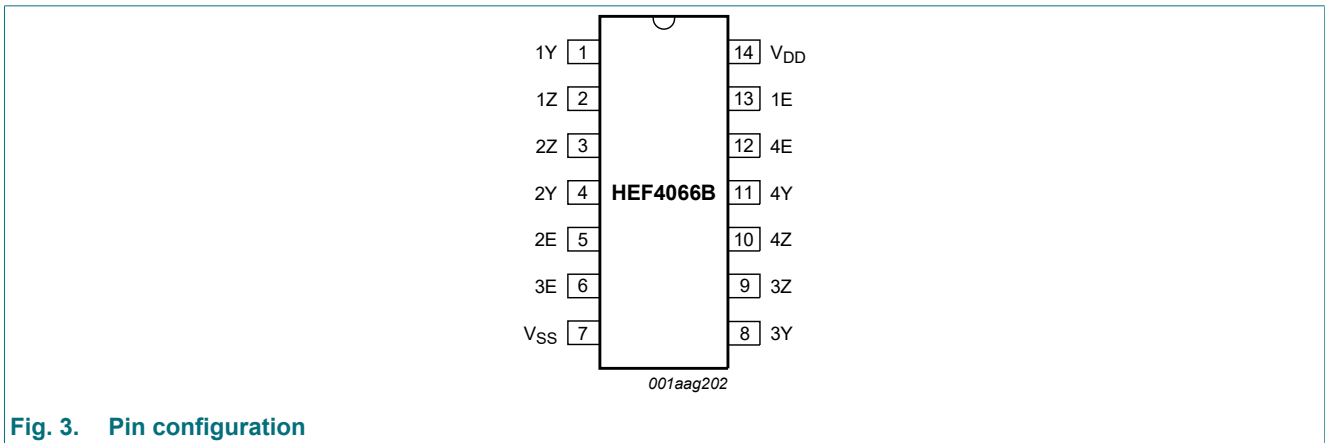 1Y 1 14 VDD
1Z 2 13 1E
2Z 3 12 4E
2Y 4 HEF4066B 11 4Y
2E 5 10 4Z
3E 6 9 3Z
VSS 7 8 3Y
001aag202
Fig. 3. Pin configuration